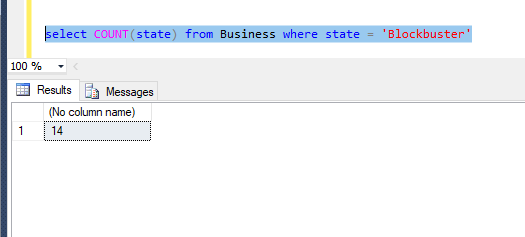 select COUNT(state) from Business where state = 'Blockbuster'
100 %
Results Messages
(No column name)
1 14